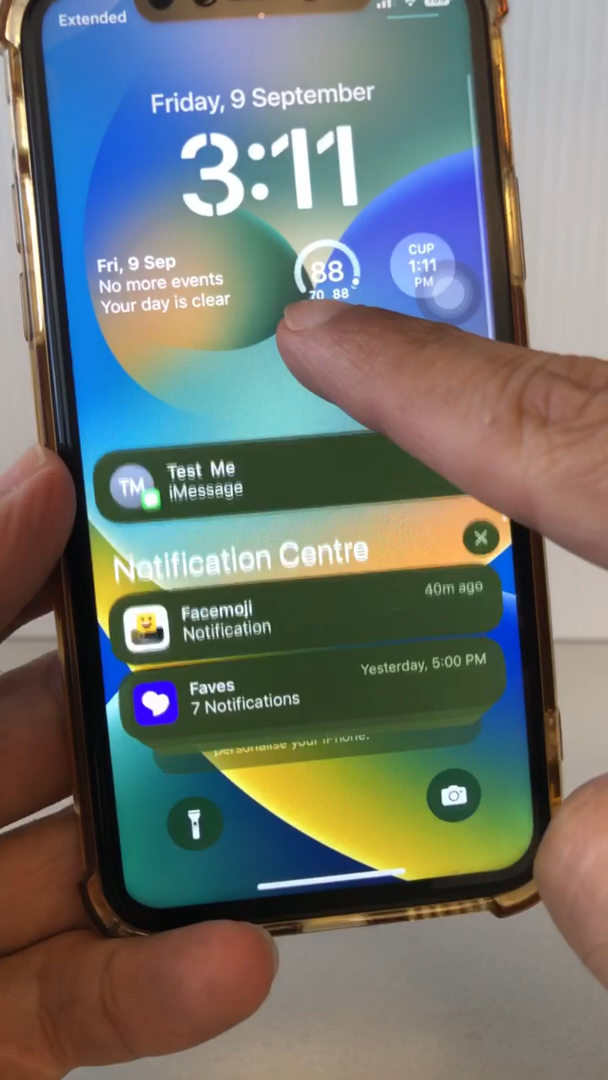 Extended
Friday, 9 September
3:11
Fri, 9 Sep
No more events
Your day is clear
88
70 88
CUP
1:11
PM
TM
Test Me
iMessage
Notification Centre
40m ago
Facemoji
Notification
Yesterday, 5:00 PM
Faves
7 Notifications
personalise your iPhone.